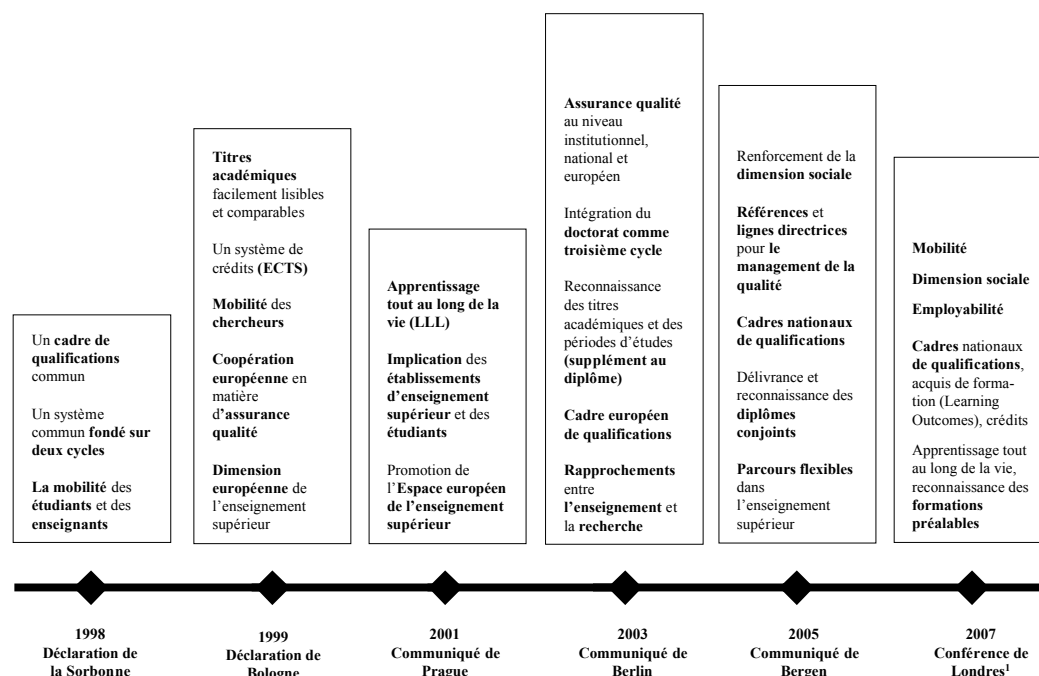 Un cadre de
qualifications
commun
Un système
commun fondé sur
deux cycles
La mobilité des
étudiants et des
enseignants
Titres
académiques
facilement lisibles
et comparables
Un système de
crédits (ECTS)
Mobilité des
chercheurs
Coopération
européenne en
matière
d'assurance
qualité
Dimension
européenne de
l'enseignement
supérieur
Apprentissage
tout au long de la
vie (LLL)
Implication des
établissements
d'enseignement
supérieur et des
étudiants
Promotion de
l'Espace européen
de l'enseignement
supérieur
Assurance qualité
au niveau
institutionnel,
national et
européen
Intégration du
doctorat comme
troisième cycle
Reconnaissance
des titres
académiques et des
périodes d'études
(supplément au
diplôme)
Cadre européen
de qualifications
Rapprochements
entre
l'enseignement et
la recherche
Renforcement de la
dimension sociale
Références et
lignes directrices
pour le
management de la
qualité
Cadres nationaux
de qualifications
Délivrance et
reconnaissance des
diplômes
conjoints
Parcours flexibles
dans
l'enseignement
supérieur
Mobilité
Dimension sociale
Employabilité
Cadres nationaux
de qualifications,
acquis de forma-
tion (Learning
Outcomes), crédits
Apprentissage tout
au long de la vie,
reconnaissance des
formations
préalables
1998
Déclaration de
la Sorbonne
1999
Déclaration de
Bologne
2001
Communiqué de
Prague
2003
Communiqué de
Berlin
2005
Communiqué de
Bergen
2007
Conférence de
Londres¹